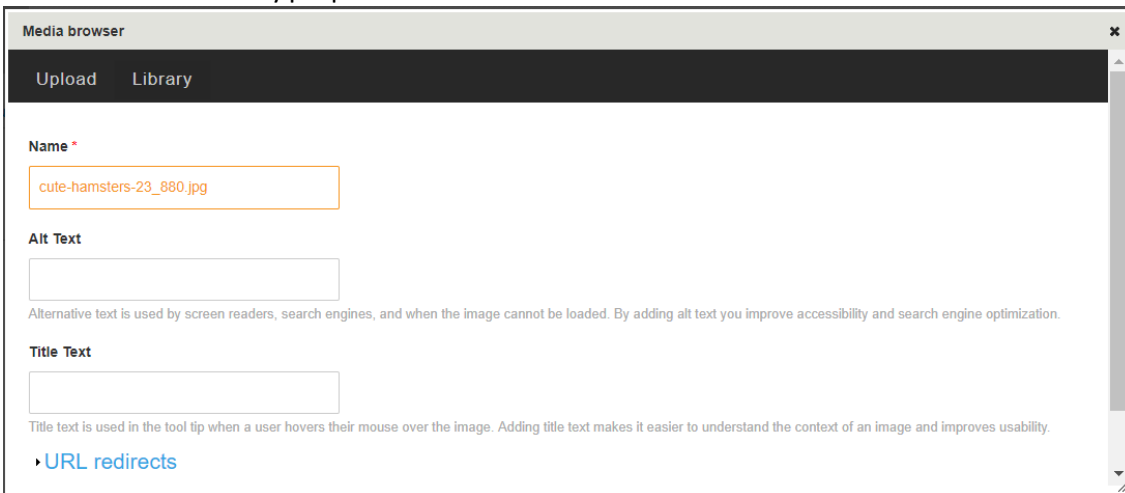 Media browser
Upload Library
Name *
cute-hamsters-23_880.jpg
Alt Text
Alternative text is used by screen readers, search engines, and when the image cannot be loaded. By adding alt text you improve accessibility and search engine optimization.
Title Text
Title text is used in the tool tip when a user hovers their mouse over the image. Adding title text makes it easier to understand the context of an image and improves usability.
URL redirects